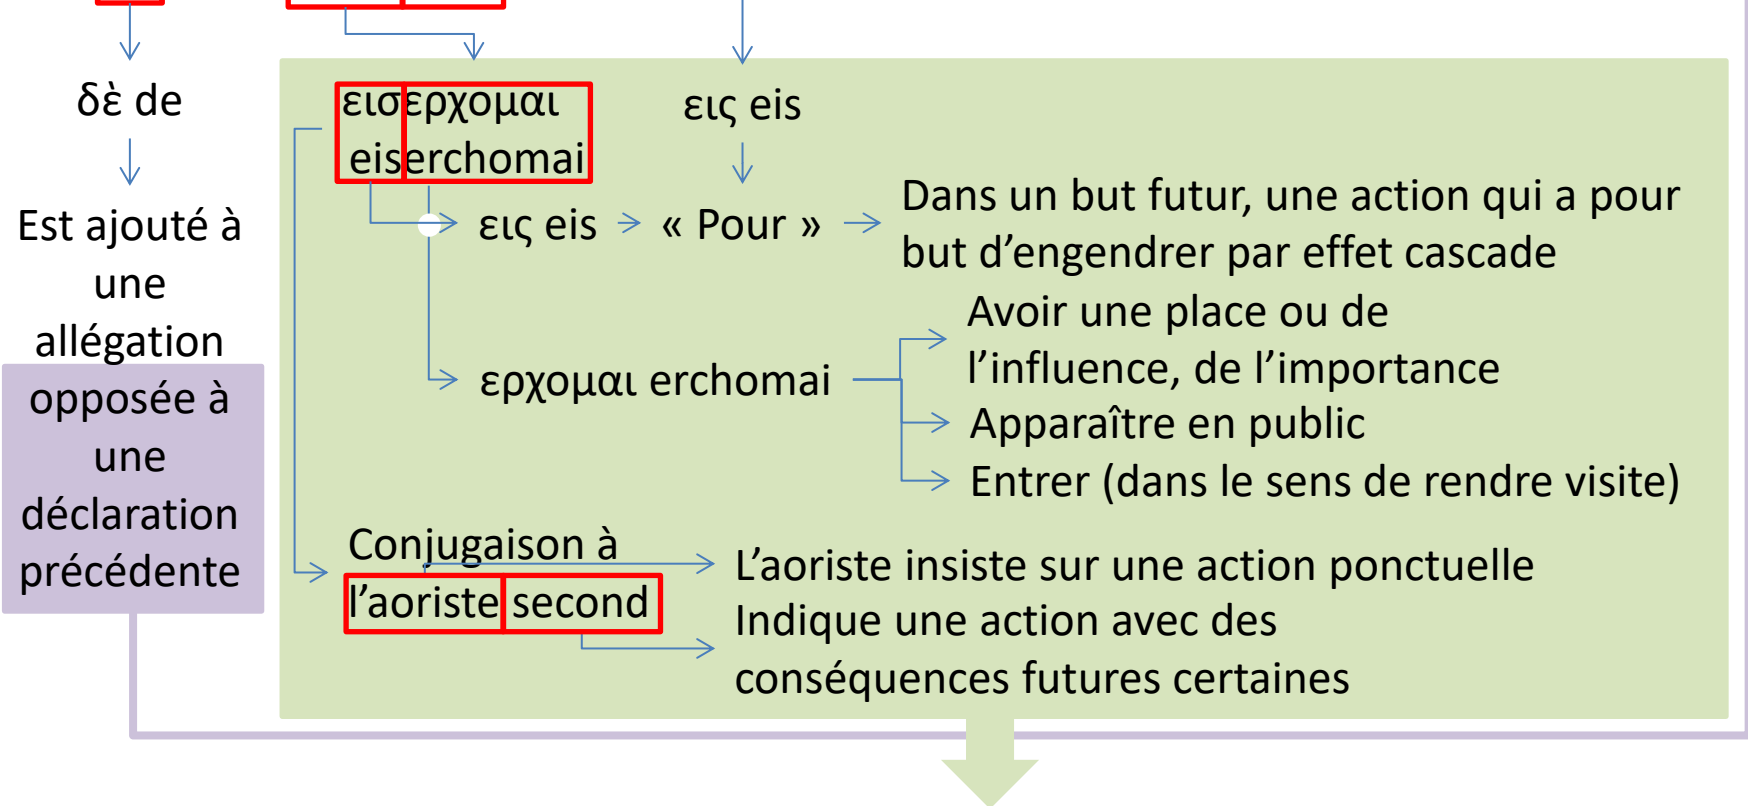 δὲ de
Est ajouté à
une
allégation
opposée à
une
déclaration
précédente
εισερχομαι
eiserchomai
εις eis
εις eis
« Pour »
Dans un but futur, une action qui a pour
but d’engendrer par effet cascade
ερχομαι erchomai
Avoir une place ou de
l’influence, de l’importance
Apparaître en public
Entrer (dans le sens de rendre visite)
Conjugaison à
l’aoriste second
L’aoriste insiste sur une action ponctuelle
Indique une action avec des
conséquences futures certaines